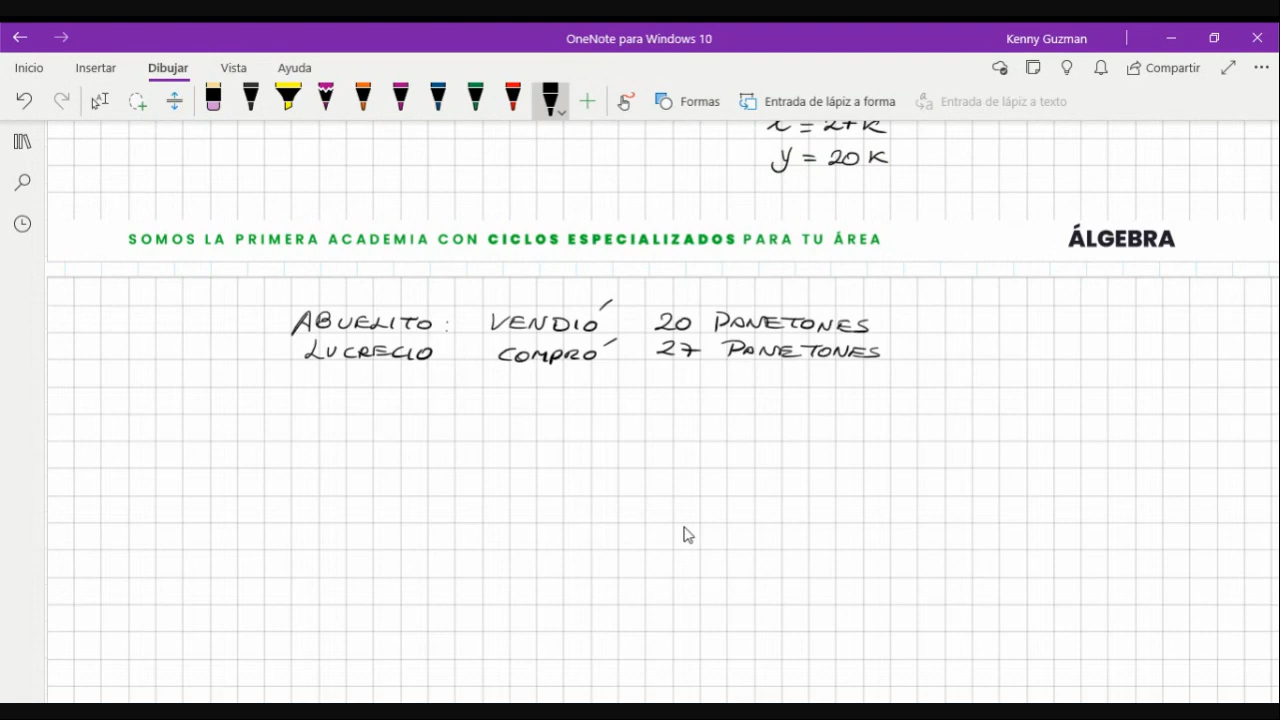 OneNote para Windows 10
Kenny Guzman
Inicio Insertar Dibujar Vista Ayuda
Compartir
Formas Entrada de lápiz a forma Entrada de lápiz a texto
x = 27 K
y = 20 K
SOMOS LA PRIMERA ACADEMIA CON CICLOS ESPECIALIZADOS PARA TU ÁREA
ÁLGEBRA
ABUELITO : VENDIÓ 20 PANETONES
LUCRECIO COMPRÓ 27 PANETONES